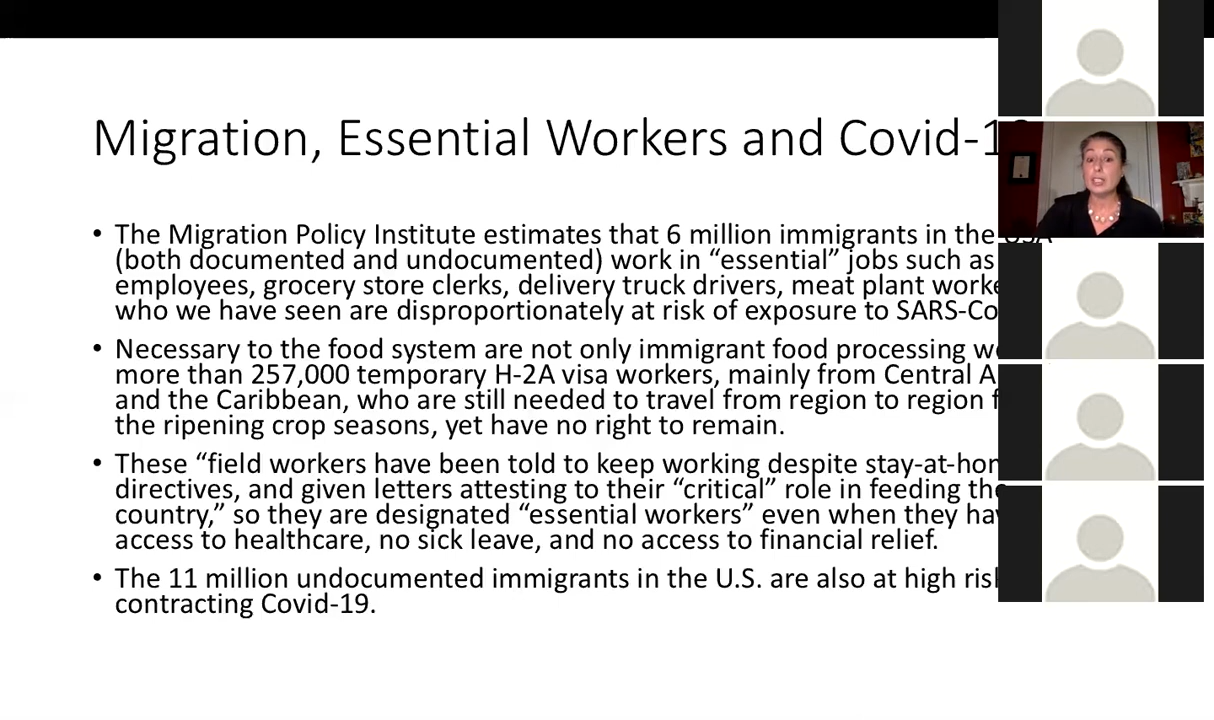 Migration, Essential Workers and Covid-19
The Migration Policy Institute estimates that 6 million immigrants in the USA
(both documented and undocumented) work in “essential” jobs such as
employees, grocery store clerks, delivery truck drivers, meat plant
who we have seen are disproportionately at risk of exposure to
Necessary to the food system are not only immigrant food processing
more than 257,000 temporary H-2A visa workers, mainly from Central
and the Caribbean, who are still needed to travel from region to region
the ripening crop seasons, yet have no right to remain.
These “field workers have been told to keep working despite
directives, and given letters attesting to their “critical” role in feeding the
country,” so they are designated “essential workers” even when they
access to healthcare, no sick leave, and no access to financial relief.
The 11 million undocumented immigrants in the U.S. are also at high
contracting Covid-19.